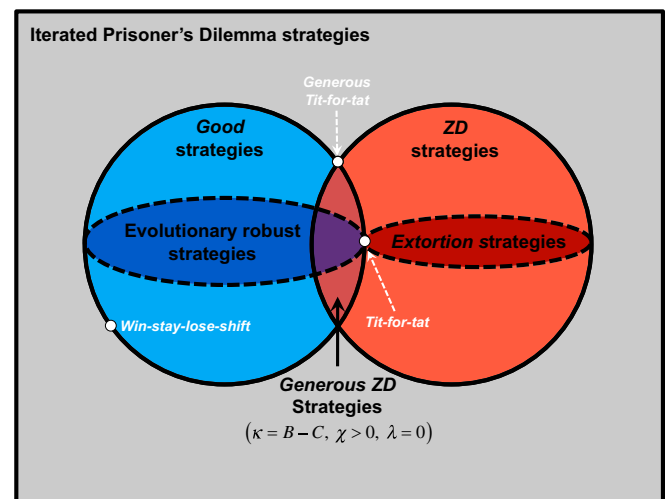 Iterated Prisoner's Dilemma strategies
Generous
Tit-for-tat
Good
strategies
ZD
strategies
Evolutionary robust
strategies
Extortion strategies
Win-stay-lose-shift
Tit-for-tat
Generous ZD
Strategies
(κ = B – C, χ > 0, λ = 0)